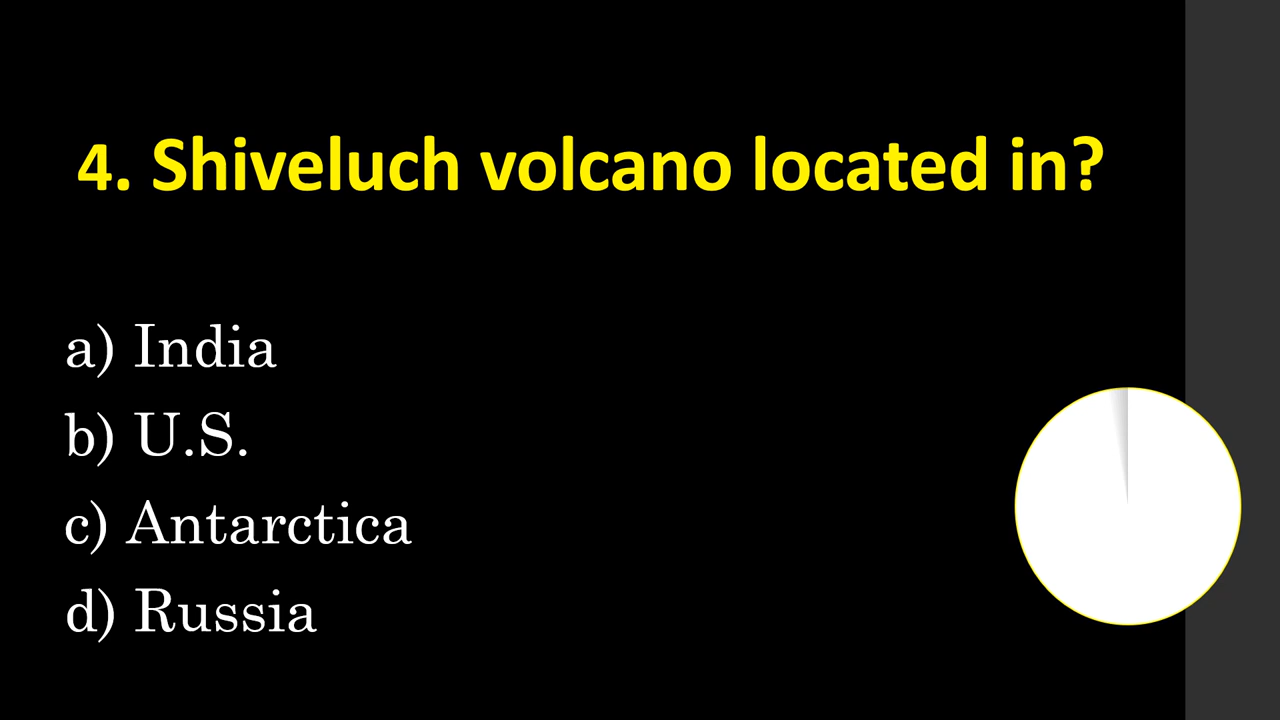 4. Shiveluch volcano located in?
a) India
b) U.S.
c) Antarctica
d) Russia